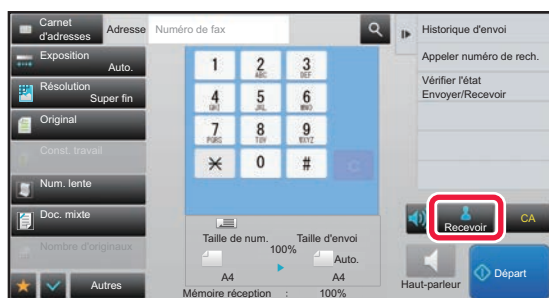 Carnet
d'adresses
Adresse
Numéro de fax
Historique d'envoi
Exposition
Auto.
Appeler numéro de rech.
Résolution
Super fin
Vérifier l'état
Envoyer/Recevoir
Original
Const. travail
Num. lente
Doc. mixte
Nombre d'originaux
Autres
1
2
ABC
3
DEF
4
GHI
5
JKL
6
MNO
7
PQRS
8
TUV
9
WXYZ
0
#
C
Taille de num.
100%
Taille d'envoi
Auto.
A4
A4
Mémoire réception : 100%
Recevoir
CA
Haut-parleur
Départ